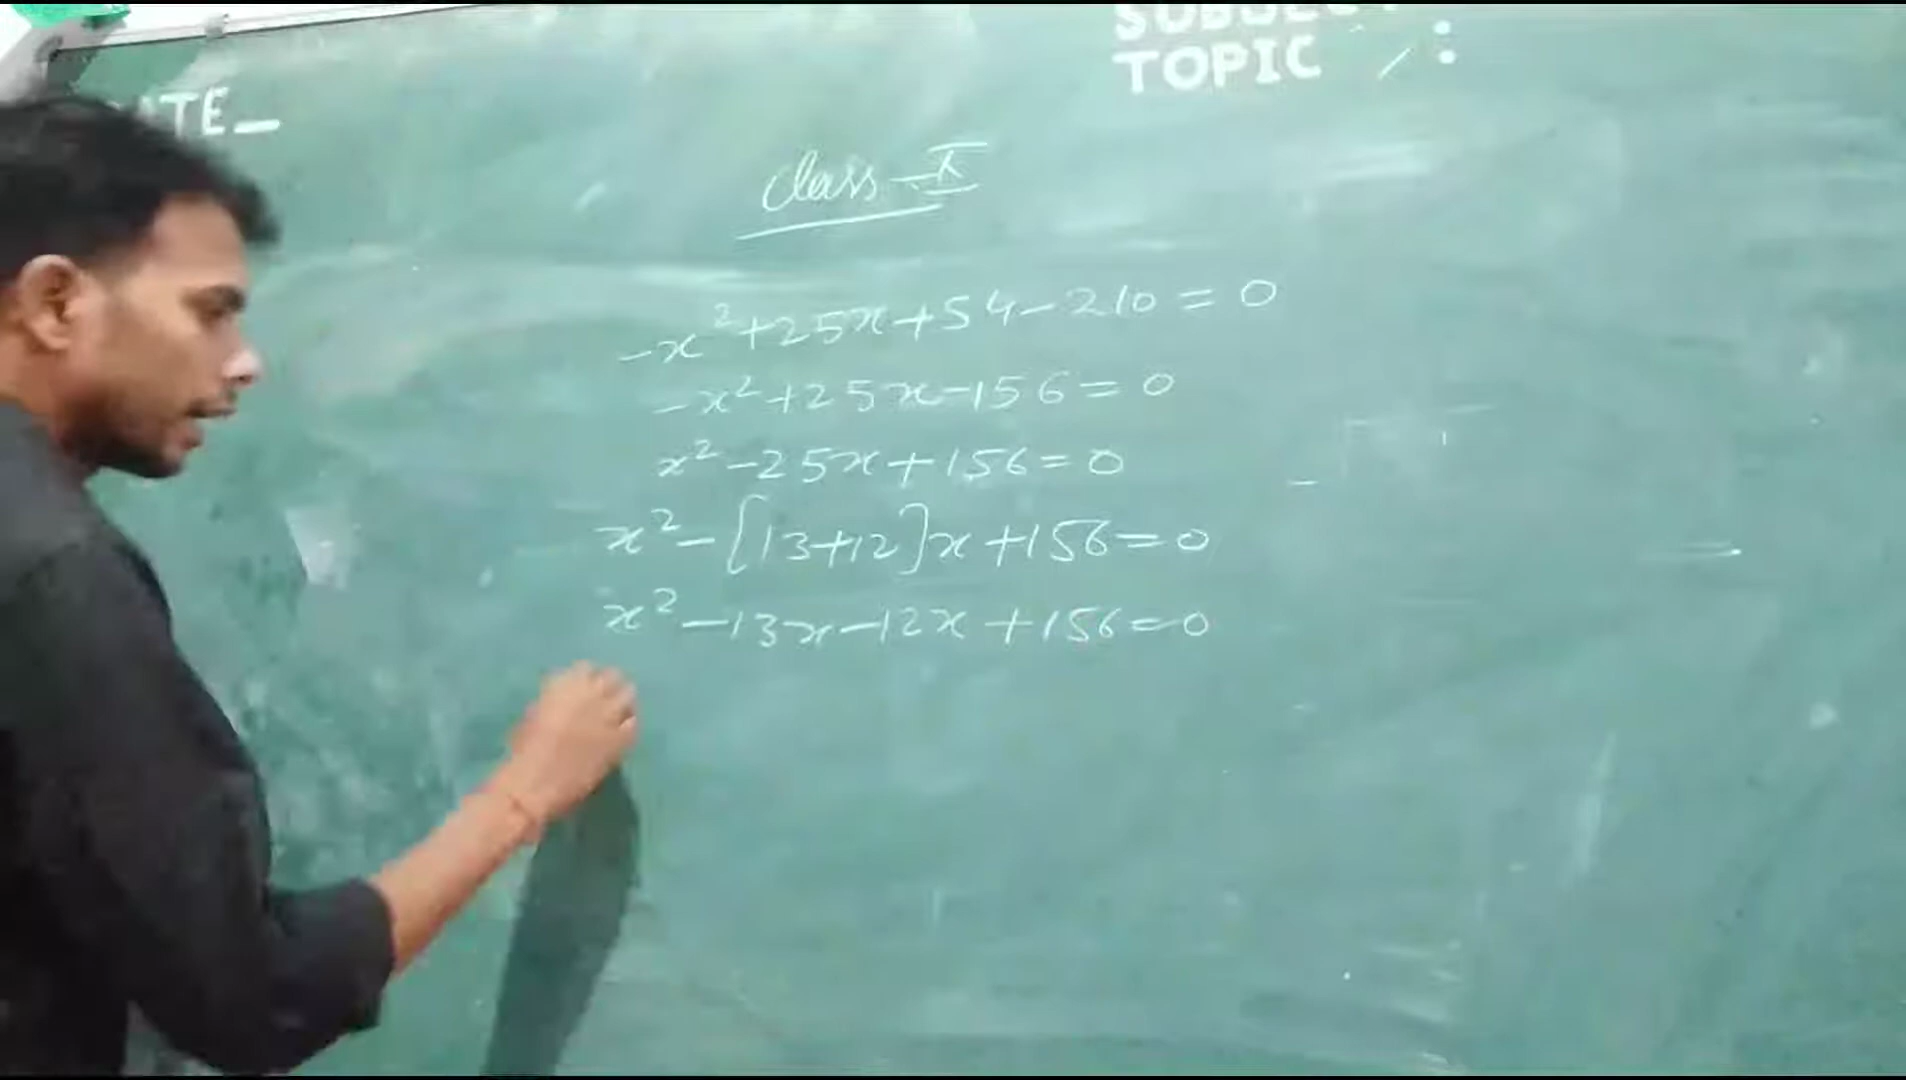 TOPIC :
class - X
-x²+25x+54-210=0
-x²+25x-156=0
x²-25x+156=0
x²-[13+12]x+156=0
x²-13x-12x+156=0